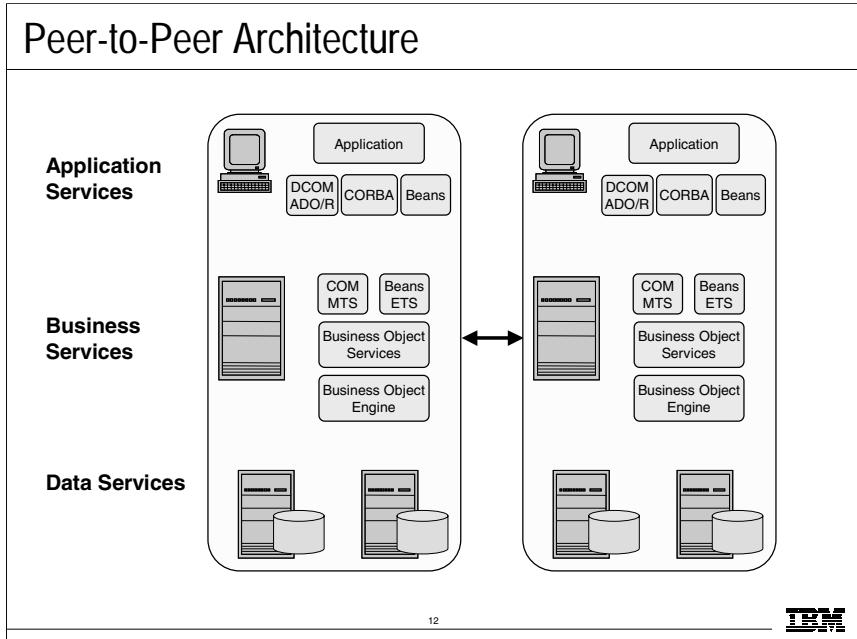 Peer-to-Peer Architecture
Application
Services
Application
DCOM
ADO/R
CORBA
Beans
Application
DCOM
ADO/R
CORBA
Beans
Business
Services
COM
MTS
Beans
ETS
Business Object
Services
Business Object
Engine
COM
MTS
Beans
ETS
Business Object
Services
Business Object
Engine
Data Services
12
IBM